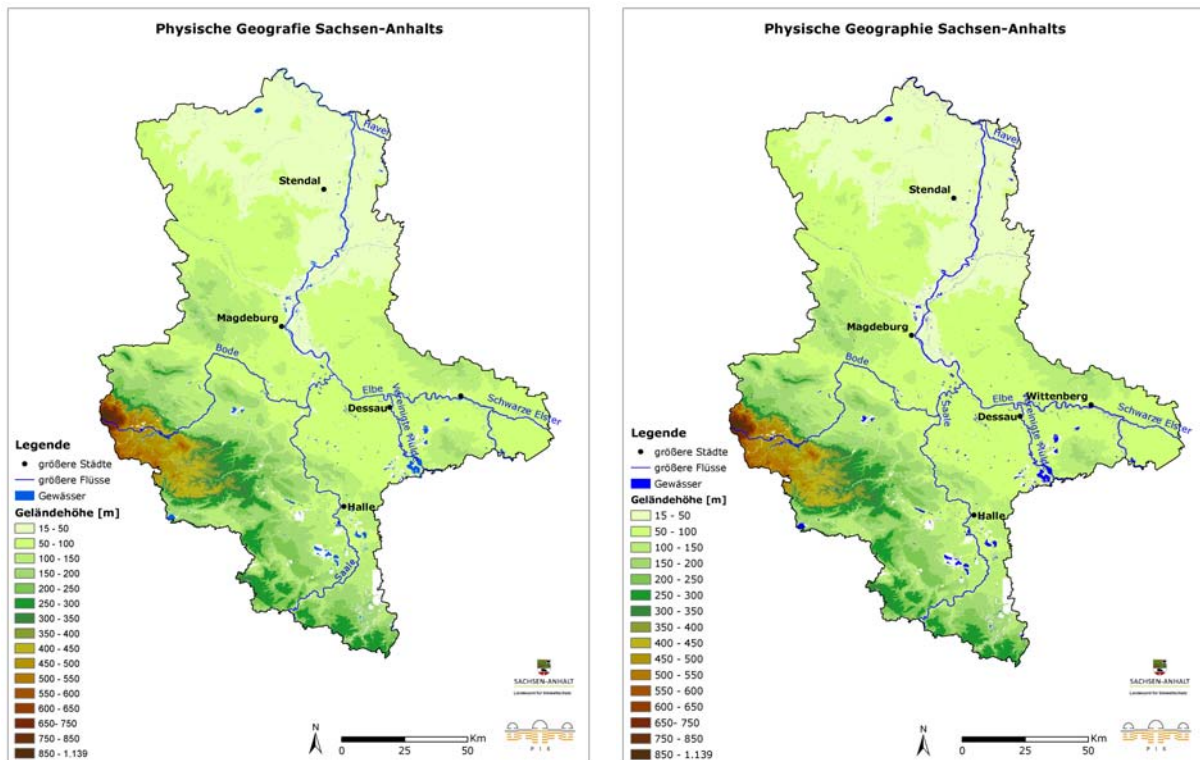 Physische Geografie Sachsen-Anhalts
Havel
Stendal
Magdeburg
Bode
Elbe
Vereinigte Mulde
Dessau
Schwarze Elster
Halle
Saale
Legende
größere Städte
größere Flüsse
Gewässer
Geländehöhe [m]
15 - 50
50 - 100
100 - 150
150 - 200
200 - 250
250 - 300
300 - 350
350 - 400
400 - 450
450 - 500
500 - 550
550 - 600
600 - 650
650- 750
750 - 850
850 - 1.139
SACHSEN-ANHALT
Landesamt für Umweltschutz
N
Km
0 25 50
P I K
Physische Geographie Sachsen-Anhalts
Havel
Stendal
Magdeburg
Bode
Saale
Elbe
Wittenberg
Dessau
Vereinigte Mulde
Schwarze Elster
Halle
Legende
größere Städte
größere Flüsse
Gewässer
Geländehöhe [m]
15 - 50
50 - 100
100 - 150
150 - 200
200 - 250
250 - 300
300 - 350
350 - 400
400 - 450
450 - 500
500 - 550
550 - 600
600 - 650
650- 750
750 - 850
850 - 1.139
SACHSEN-ANHALT
Landesamt für Umweltschutz
N
Km
0 25 50
P I K